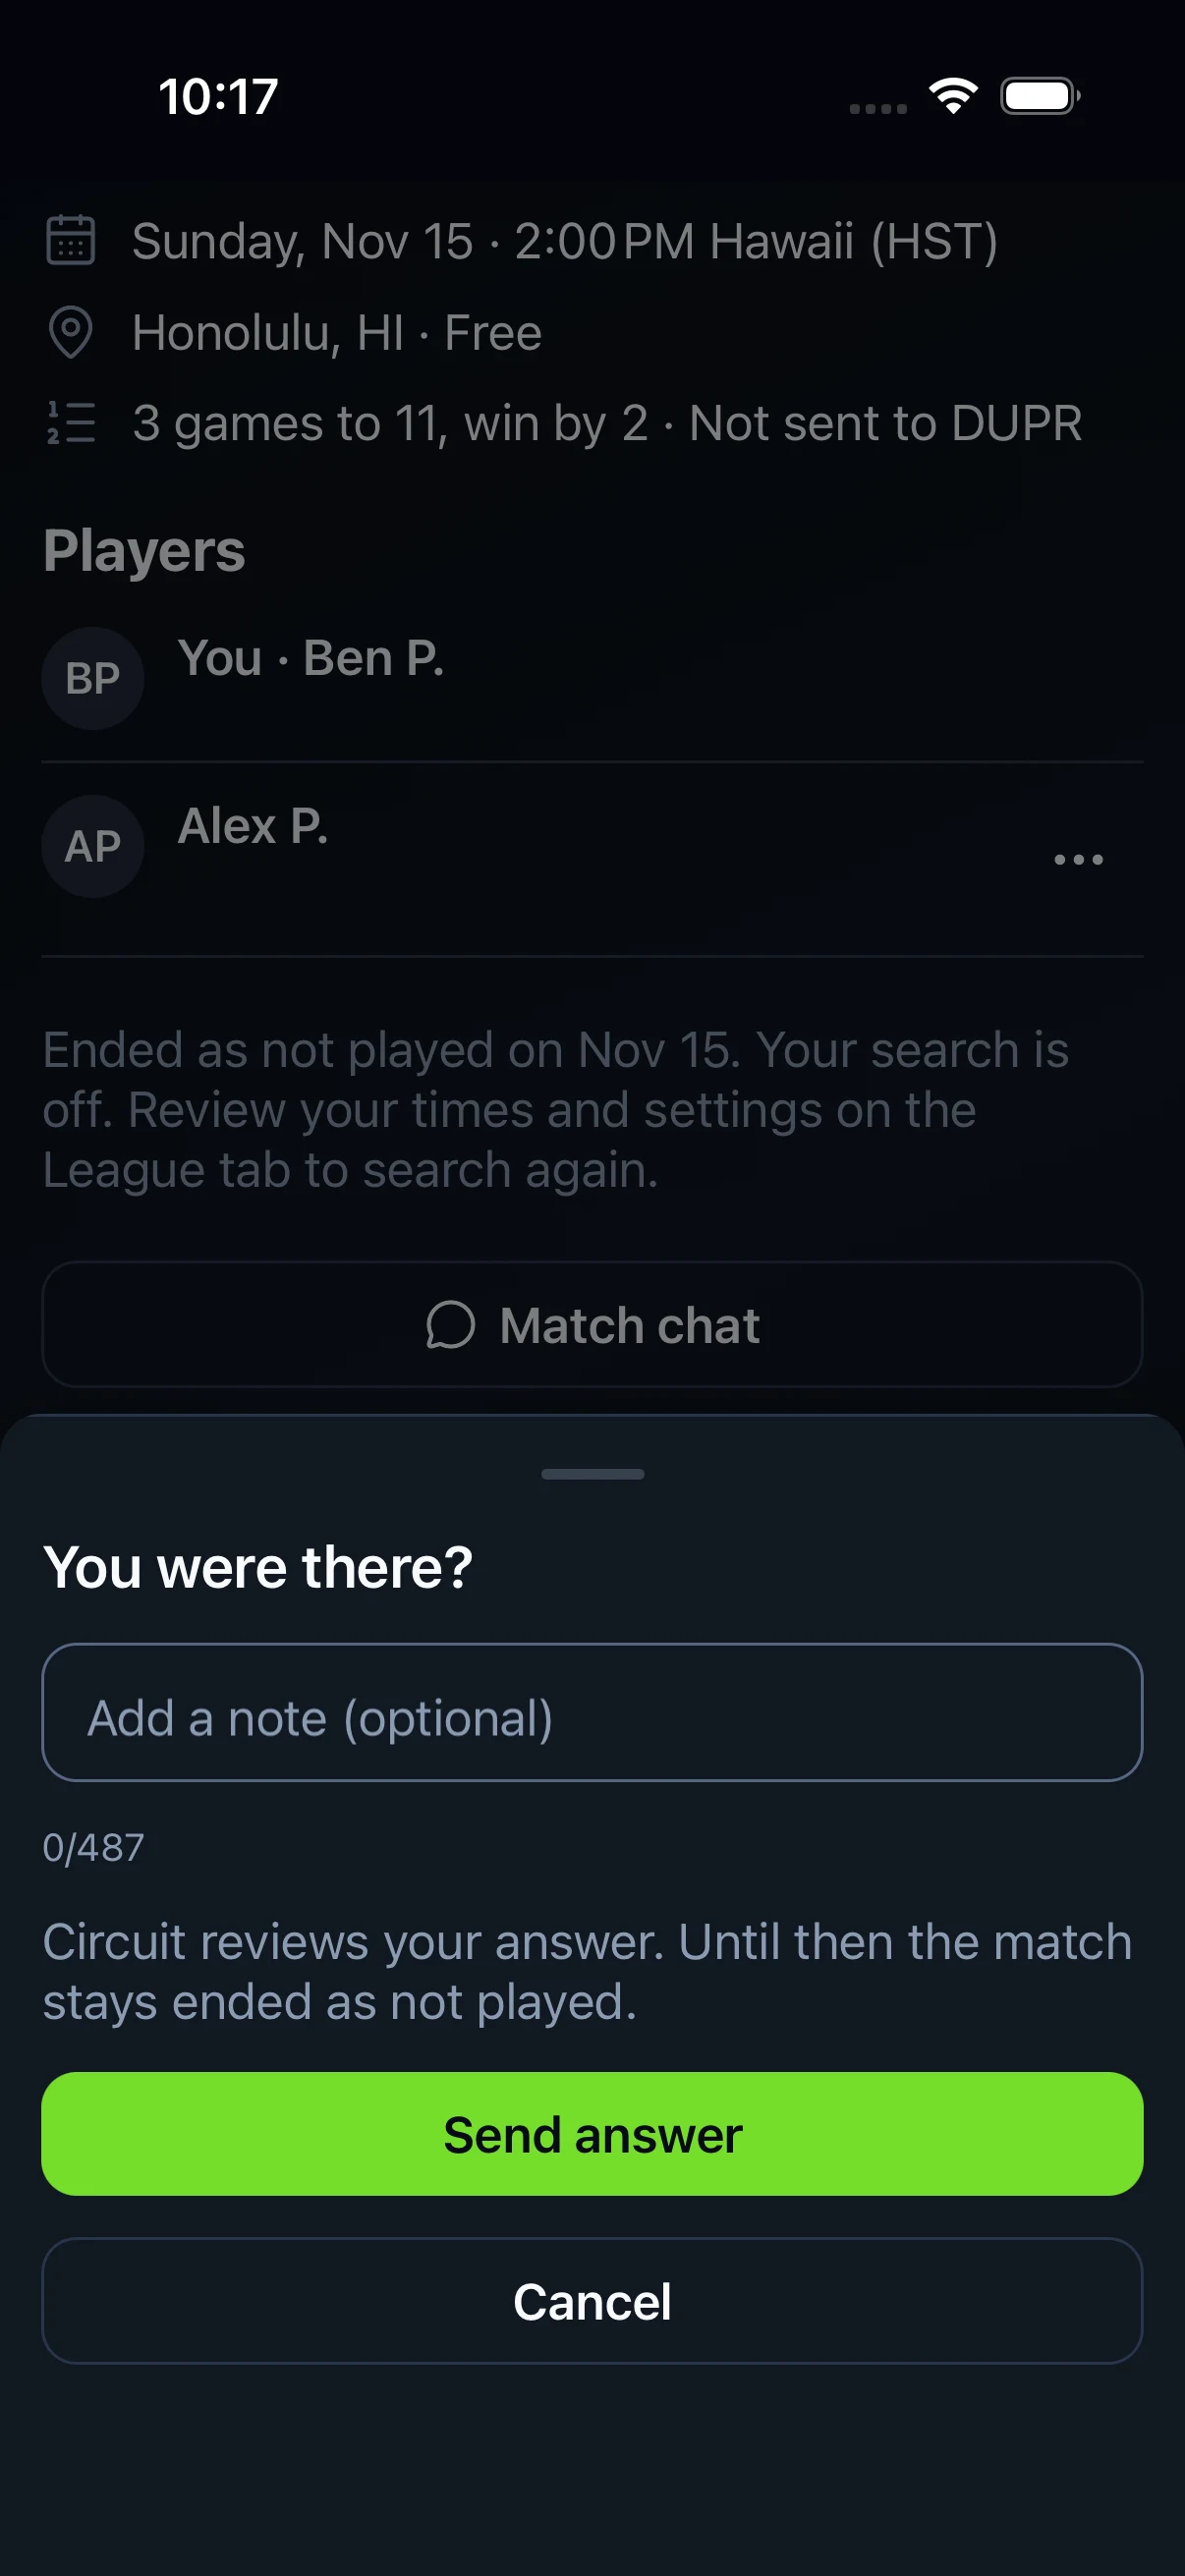 10:17
Sunday, Nov 15 · 2:00 PM Hawaii (HST)
Honolulu, HI · Free
3 games to 11, win by 2 · Not sent to DUPR
Players
BP
You · Ben P.
AP
Alex P.
Ended as not played on Nov 15. Your search is
off. Review your times and settings on the
League tab to search again.
Match chat
You were there?
Add a note (optional)
0/487
Circuit reviews your answer. Until then the match
stays ended as not played.
Send answer
Cancel